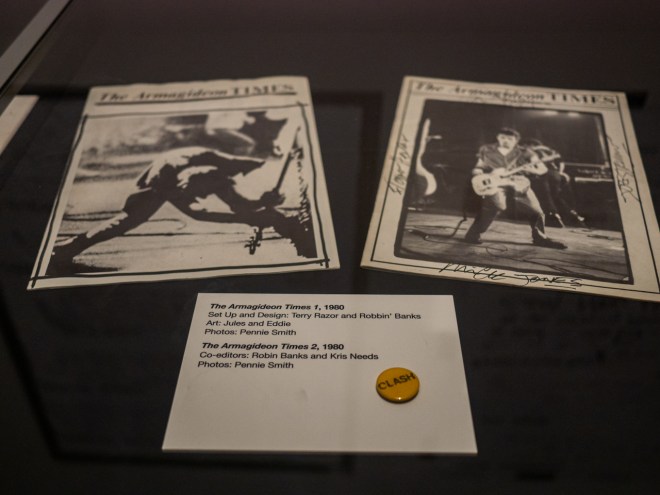 The Armagideon TIMES
The Armagideon TIMES
The Armagideon Times 1, 1980
Set Up and Design: Terry Razor and Robbin' Banks
Art: Jules and Eddie
Photos: Pennie Smith
The Armagideon Times 2, 1980
Co-editors: Robin Banks and Kris Needs
Photos: Pennie Smith
CLASH